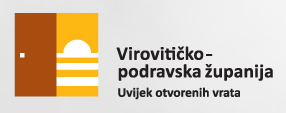 Virovitičko-
podravska županija
Uvijek otvorenih vrata